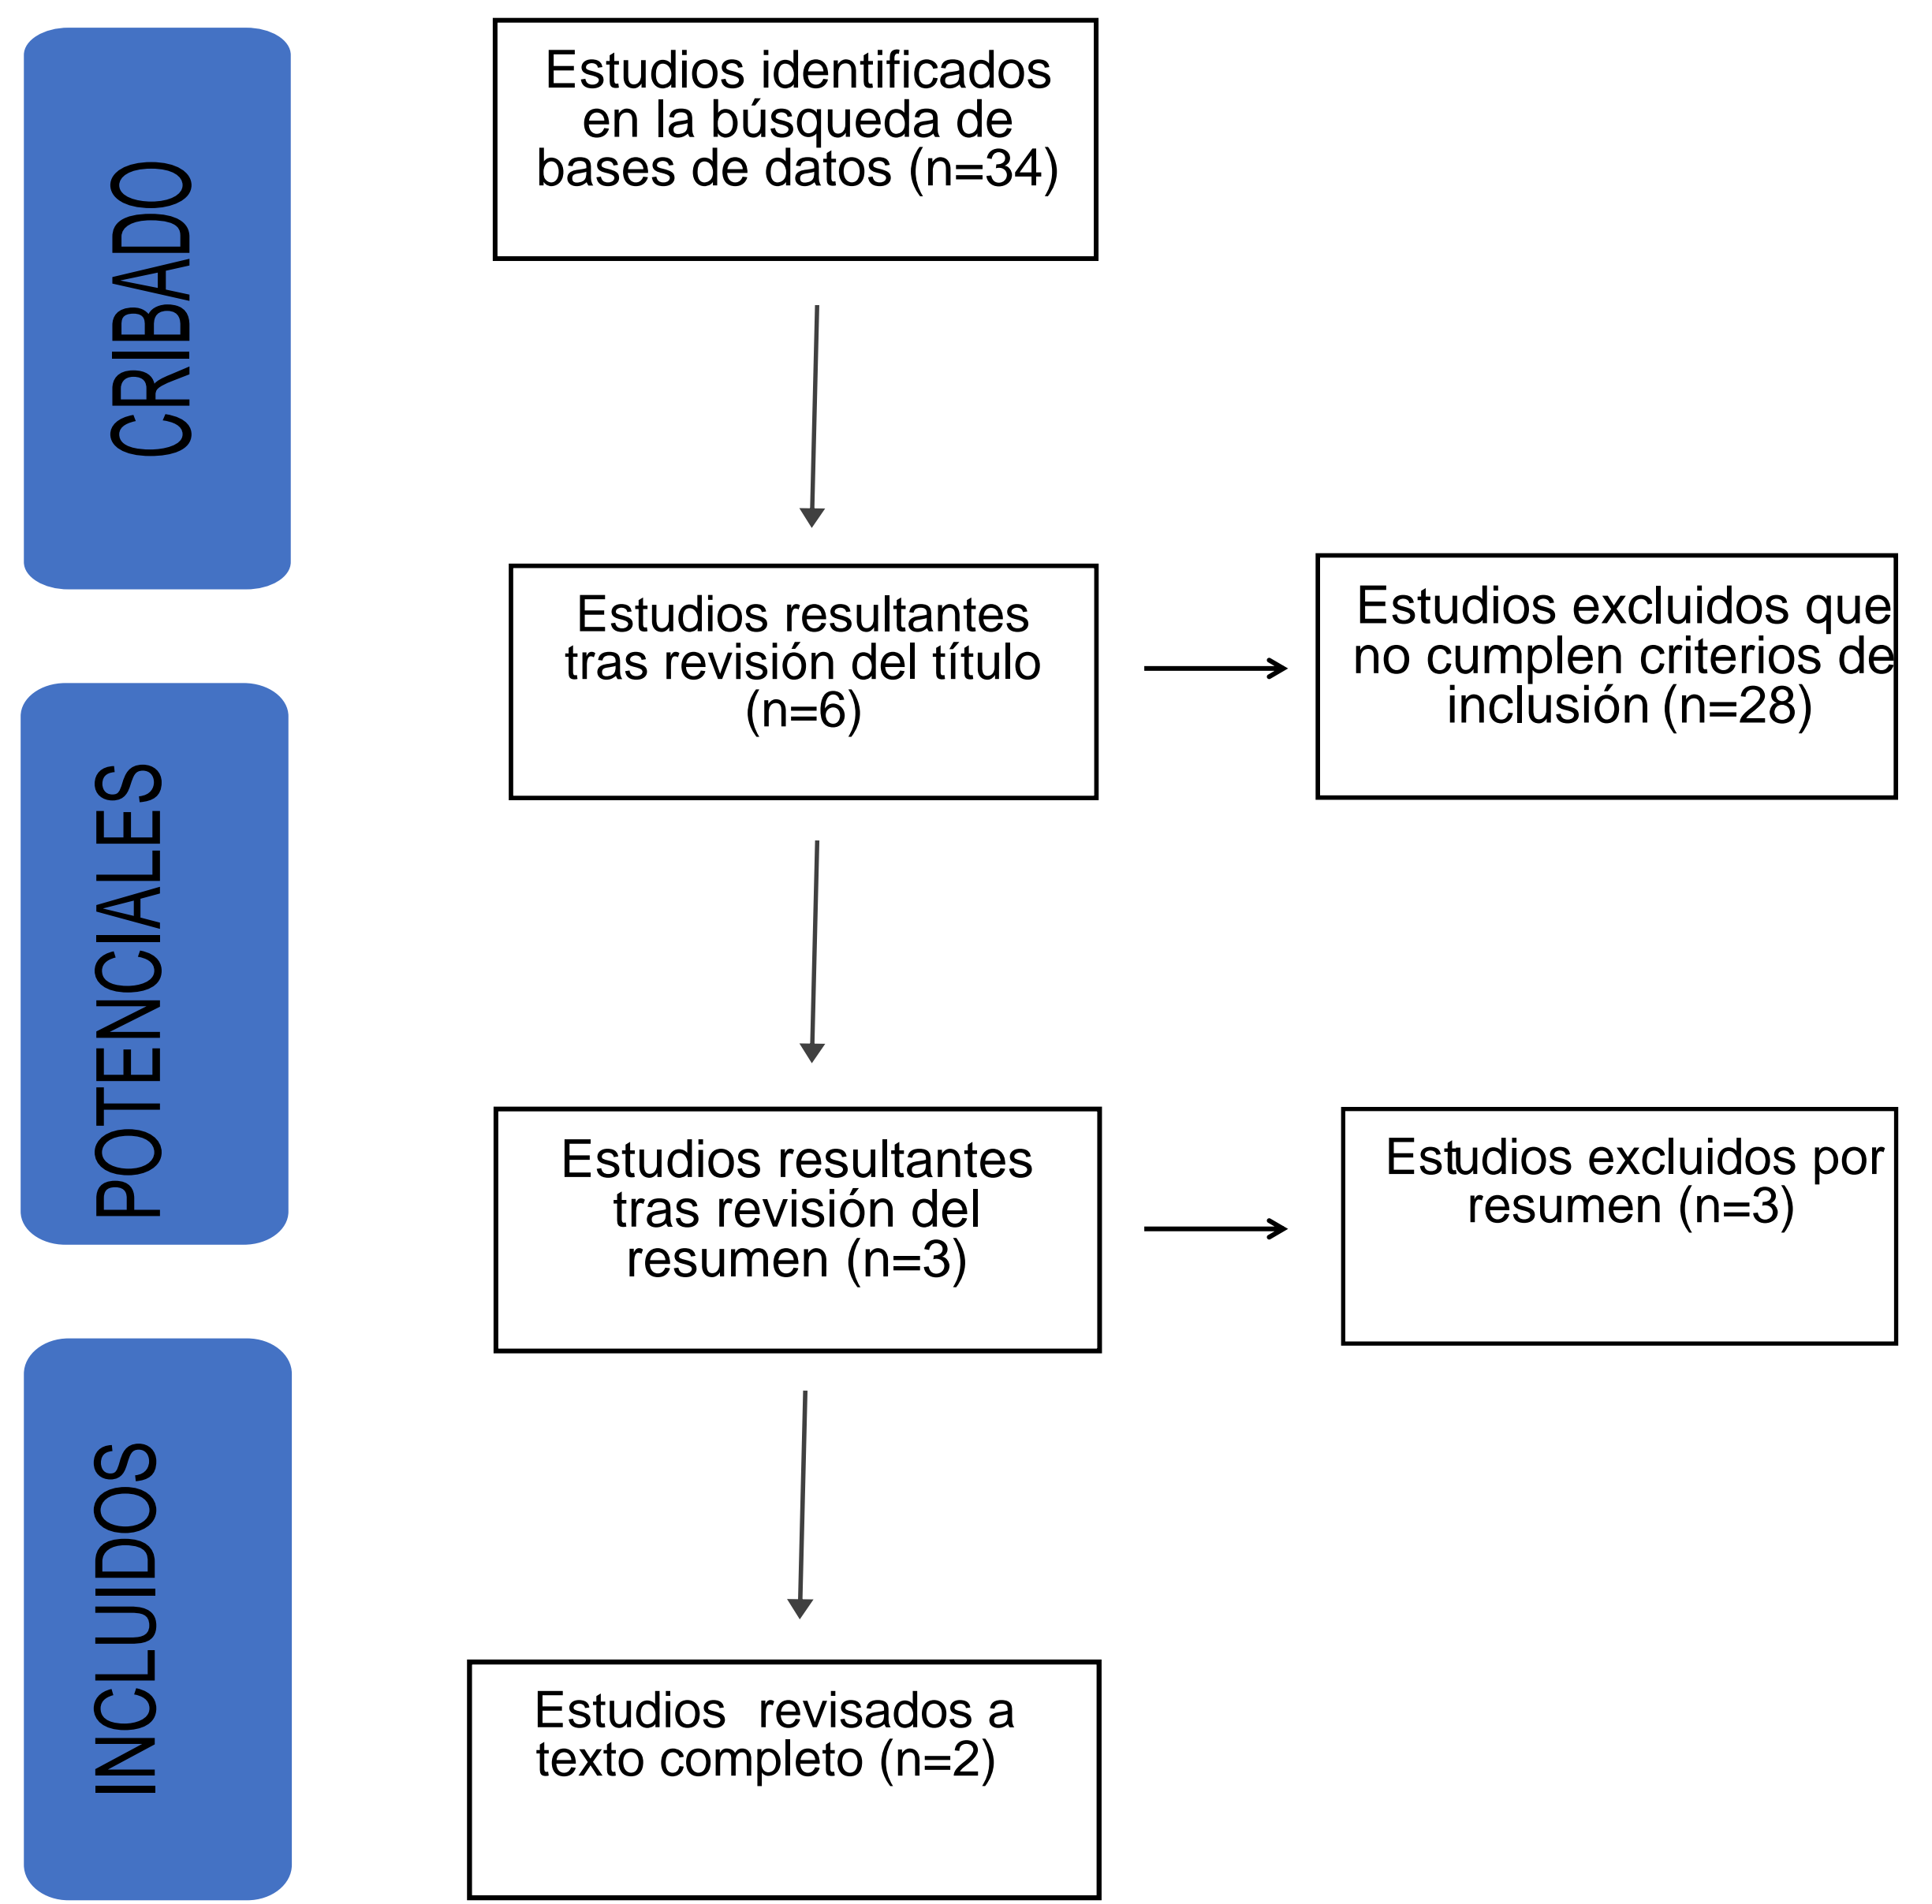 CRIBADO
Estudios identificados
en la búsqueda de
bases de datos (n=34)
Estudios resultantes
tras revisión del título
(n=6)
Estudios excluidos que
no cumplen criterios de
inclusión (n=28)
POTENCIALES
Estudios resultantes
tras revisión del
resumen (n=3)
Estudios excluidos por
resumen (n=3)
INCLUIDOS
Estudios revisados a
texto completo (n=2)